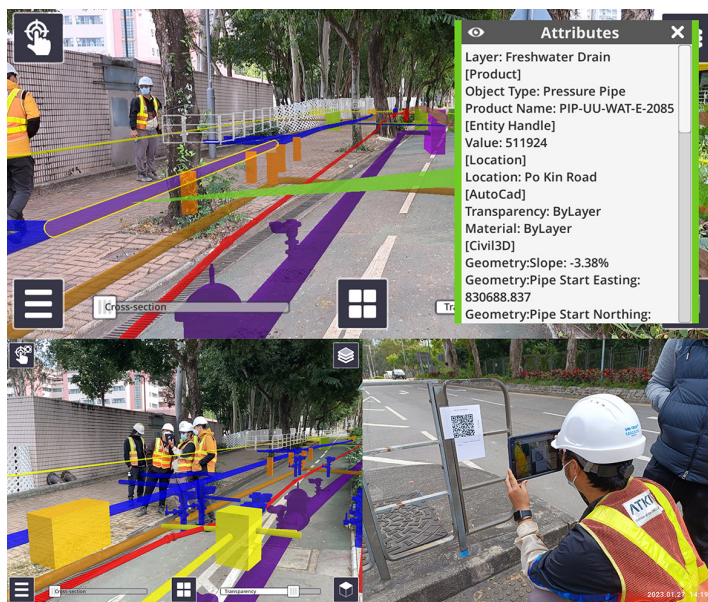 Attributes
Layer: Freshwater Drain
[Product]
Object Type: Pressure Pipe
Product Name: PIP-UU-WAT-E-2085
[Entity Handle]
Value: 511924
[Location]
Location: Po Kin Road
[AutoCad]
Transparency: ByLayer
Material: ByLayer
[Civil3D]
Geometry:Slope: -3.38%
Geometry:Pipe Start Easting:
830688.837
Geometry:Pipe Start Northing:
Cross-section
Cross-section
Transparency
2023.01.27 14:19